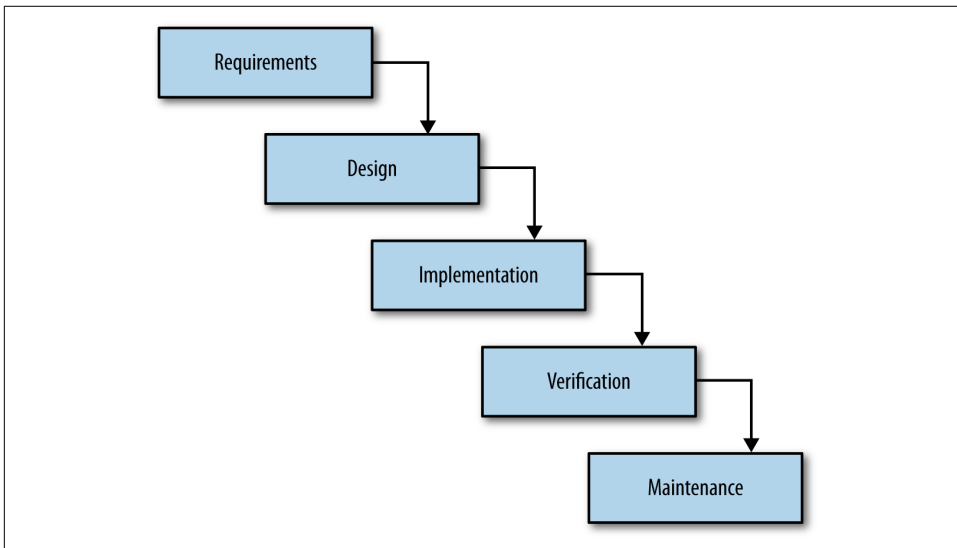 Requirements
Design
Implementation
Verification
Maintenance